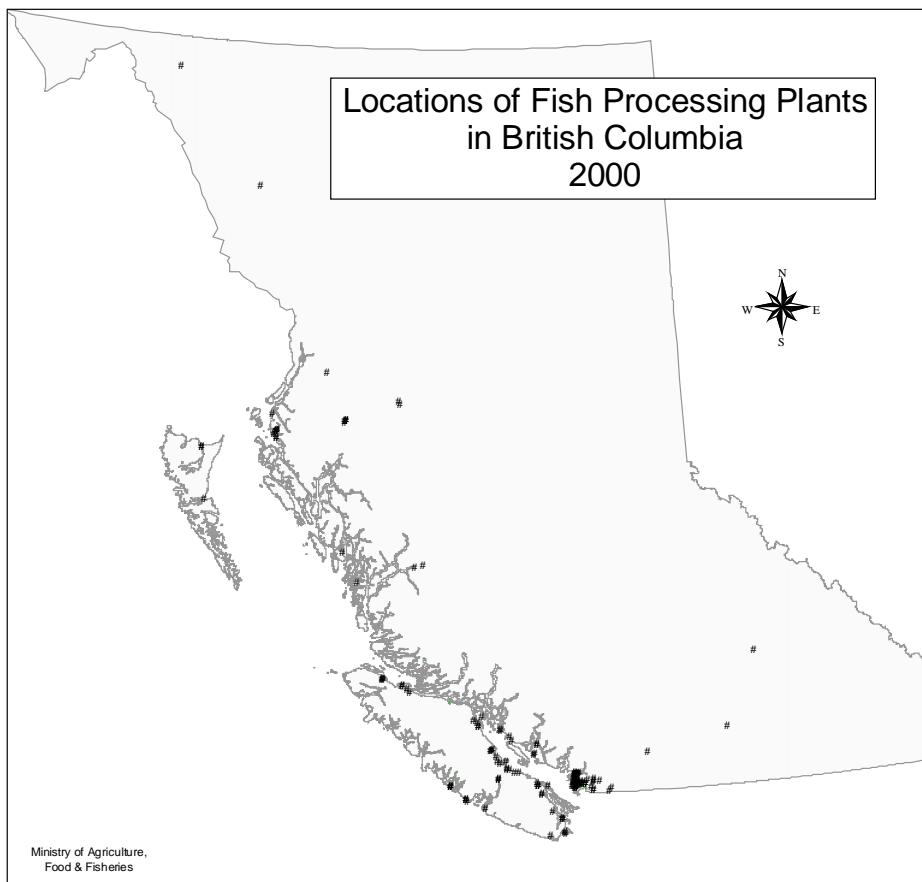 Locations of Fish Processing Plants
in British Columbia
2000
N
W E
S
Ministry of Agriculture,
Food & Fisheries